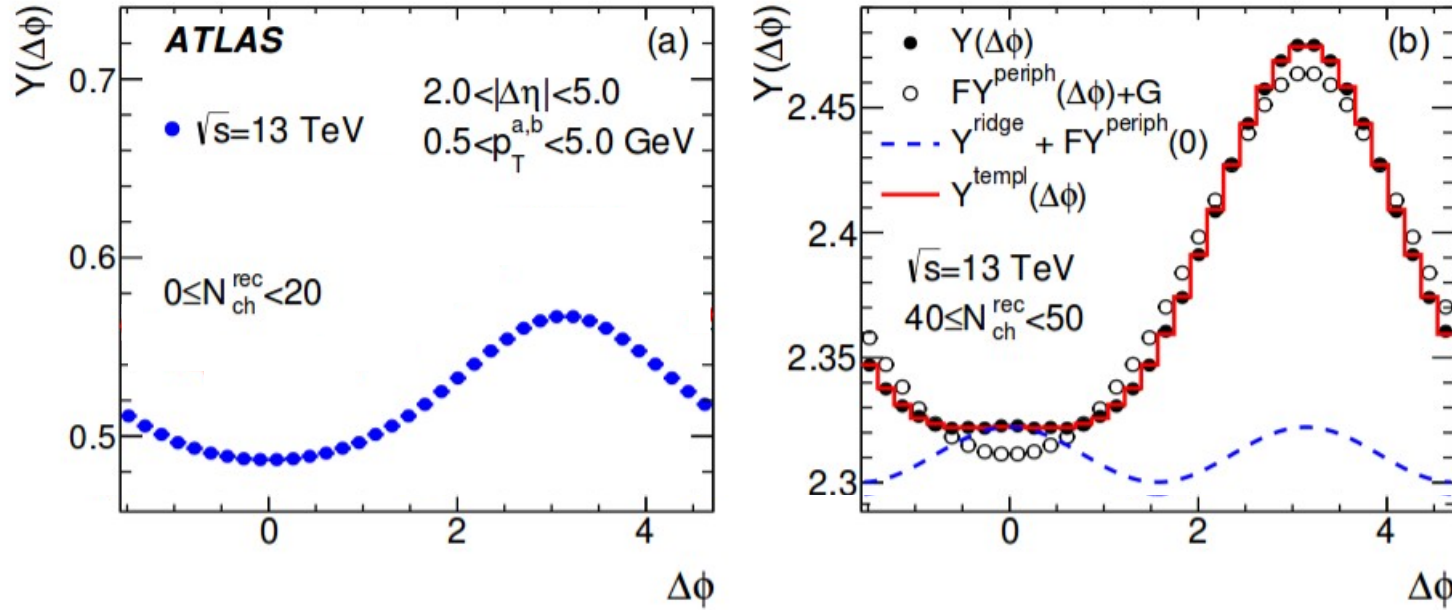 Y(Δϕ)
ATLAS
(a)
2.0<|Δη|<5.0
√s=13 TeV
0.5<p_T^{a,b}<5.0 GeV
0≤N_ch^rec<20
0.7
0.6
0.5
0 2 4
Δϕ
Y(Δϕ)
(b)
Y(Δϕ)
FY^periph(Δϕ)+G
Y^ridge + FY^periph(0)
Y^templ(Δϕ)
√s=13 TeV
40≤N_ch^rec<50
2.45
2.4
2.35
2.3
0 2 4
Δϕ